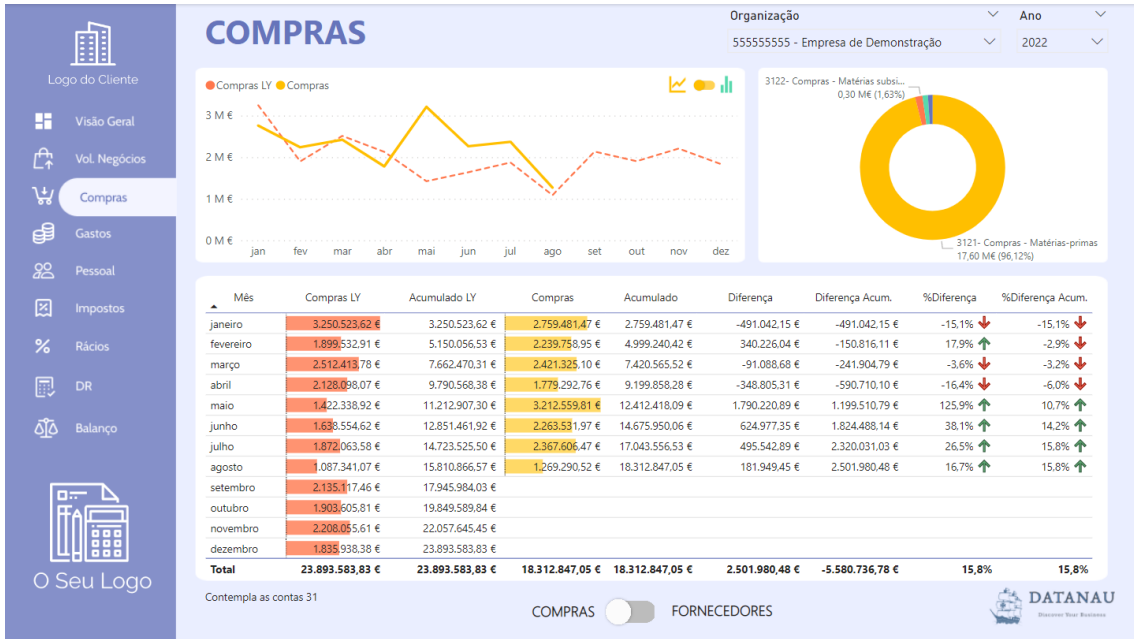 Logo do Cliente
Visão Geral
Vol. Negócios
Compras
Gastos
Pessoal
Impostos
Rácios
DR
Balanço
O Seu Logo
COMPRAS
Organização
555555555 - Empresa de Demonstração
Ano
2022
Compras LY Compras
3 M €
2 M €
1 M €
0 M €
jan fev mar abr mai jun jul ago set out nov dez
3122- Compras - Matérias subsi...
0,30 M€ (1,63%)
3121- Compras - Matérias-primas
17,60 M€ (96,12%)
Mês Compras LY Acumulado LY Compras Acumulado Diferença Diferença Acum. %Diferença %Diferença Acum.
janeiro 3.250.523,62 € 3.250.523,62 € 2.759.481,47 € 2.759.481,47 € -491.042,15 € -491.042,15 € -15,1% -15,1%
fevereiro 1.899.532,91 € 5.150.056,53 € 2.239.758,95 € 4.999.240,42 € 340.226,04 € -150.816,11 € 17.9% -2,9%
março 2.512.413,78 € 7.662.470,31 € 2.421.325,10 € 7.420.565,52 € -91.088,68 € -241.904,79 € -3,6% -3,2%
abril 2.128.098,07 € 9.790.568,38 € 1.779.292,76 € 9.199.858,28 € -348.805,31 € -590.710,10 € -16,4% -6,0%
maio 1.422.338,92 € 11.212.907,30 € 3.212.559,81 € 12.412.418,09 € 1.790.220,89 € 1.199.510,79 € 125,9% 10,7%
junho 1.638.554,62 € 12.851.461,92 € 2.263.531,97 € 14.675.950,06 € 624.977,35 € 1.824.488,14 € 38,1% 14,2%
julho 1.872.063,58 € 14.723.525,50 € 2.367.606,47 € 17.043.556,53 € 495.542,89 € 2.320.031,03 € 26,5% 15,8%
agosto 1.087.341,07 € 15.810.866,57 € 1.269.290,52 € 18.312.847,05 € 181.949,45 € 2.501.980,48 € 16,7% 15,8%
setembro 2.135.117,46 € 17.945.984,03 €
outubro 1.903.605,81 € 19.849.589,84 €
novembro 2.208.055,61 € 22.057.645,45 €
dezembro 1.835.938,38 € 23.893.583,83 €
Total 23.893.583,83 € 23.893.583,83 € 18.312.847,05 € 18.312.847,05 € 2.501.980,48 € -5.580.736,78 € 15,8% 15,8%
Contempla as contas 31
COMPRAS FORNECEDORES
DATANAU
Discover Your Business